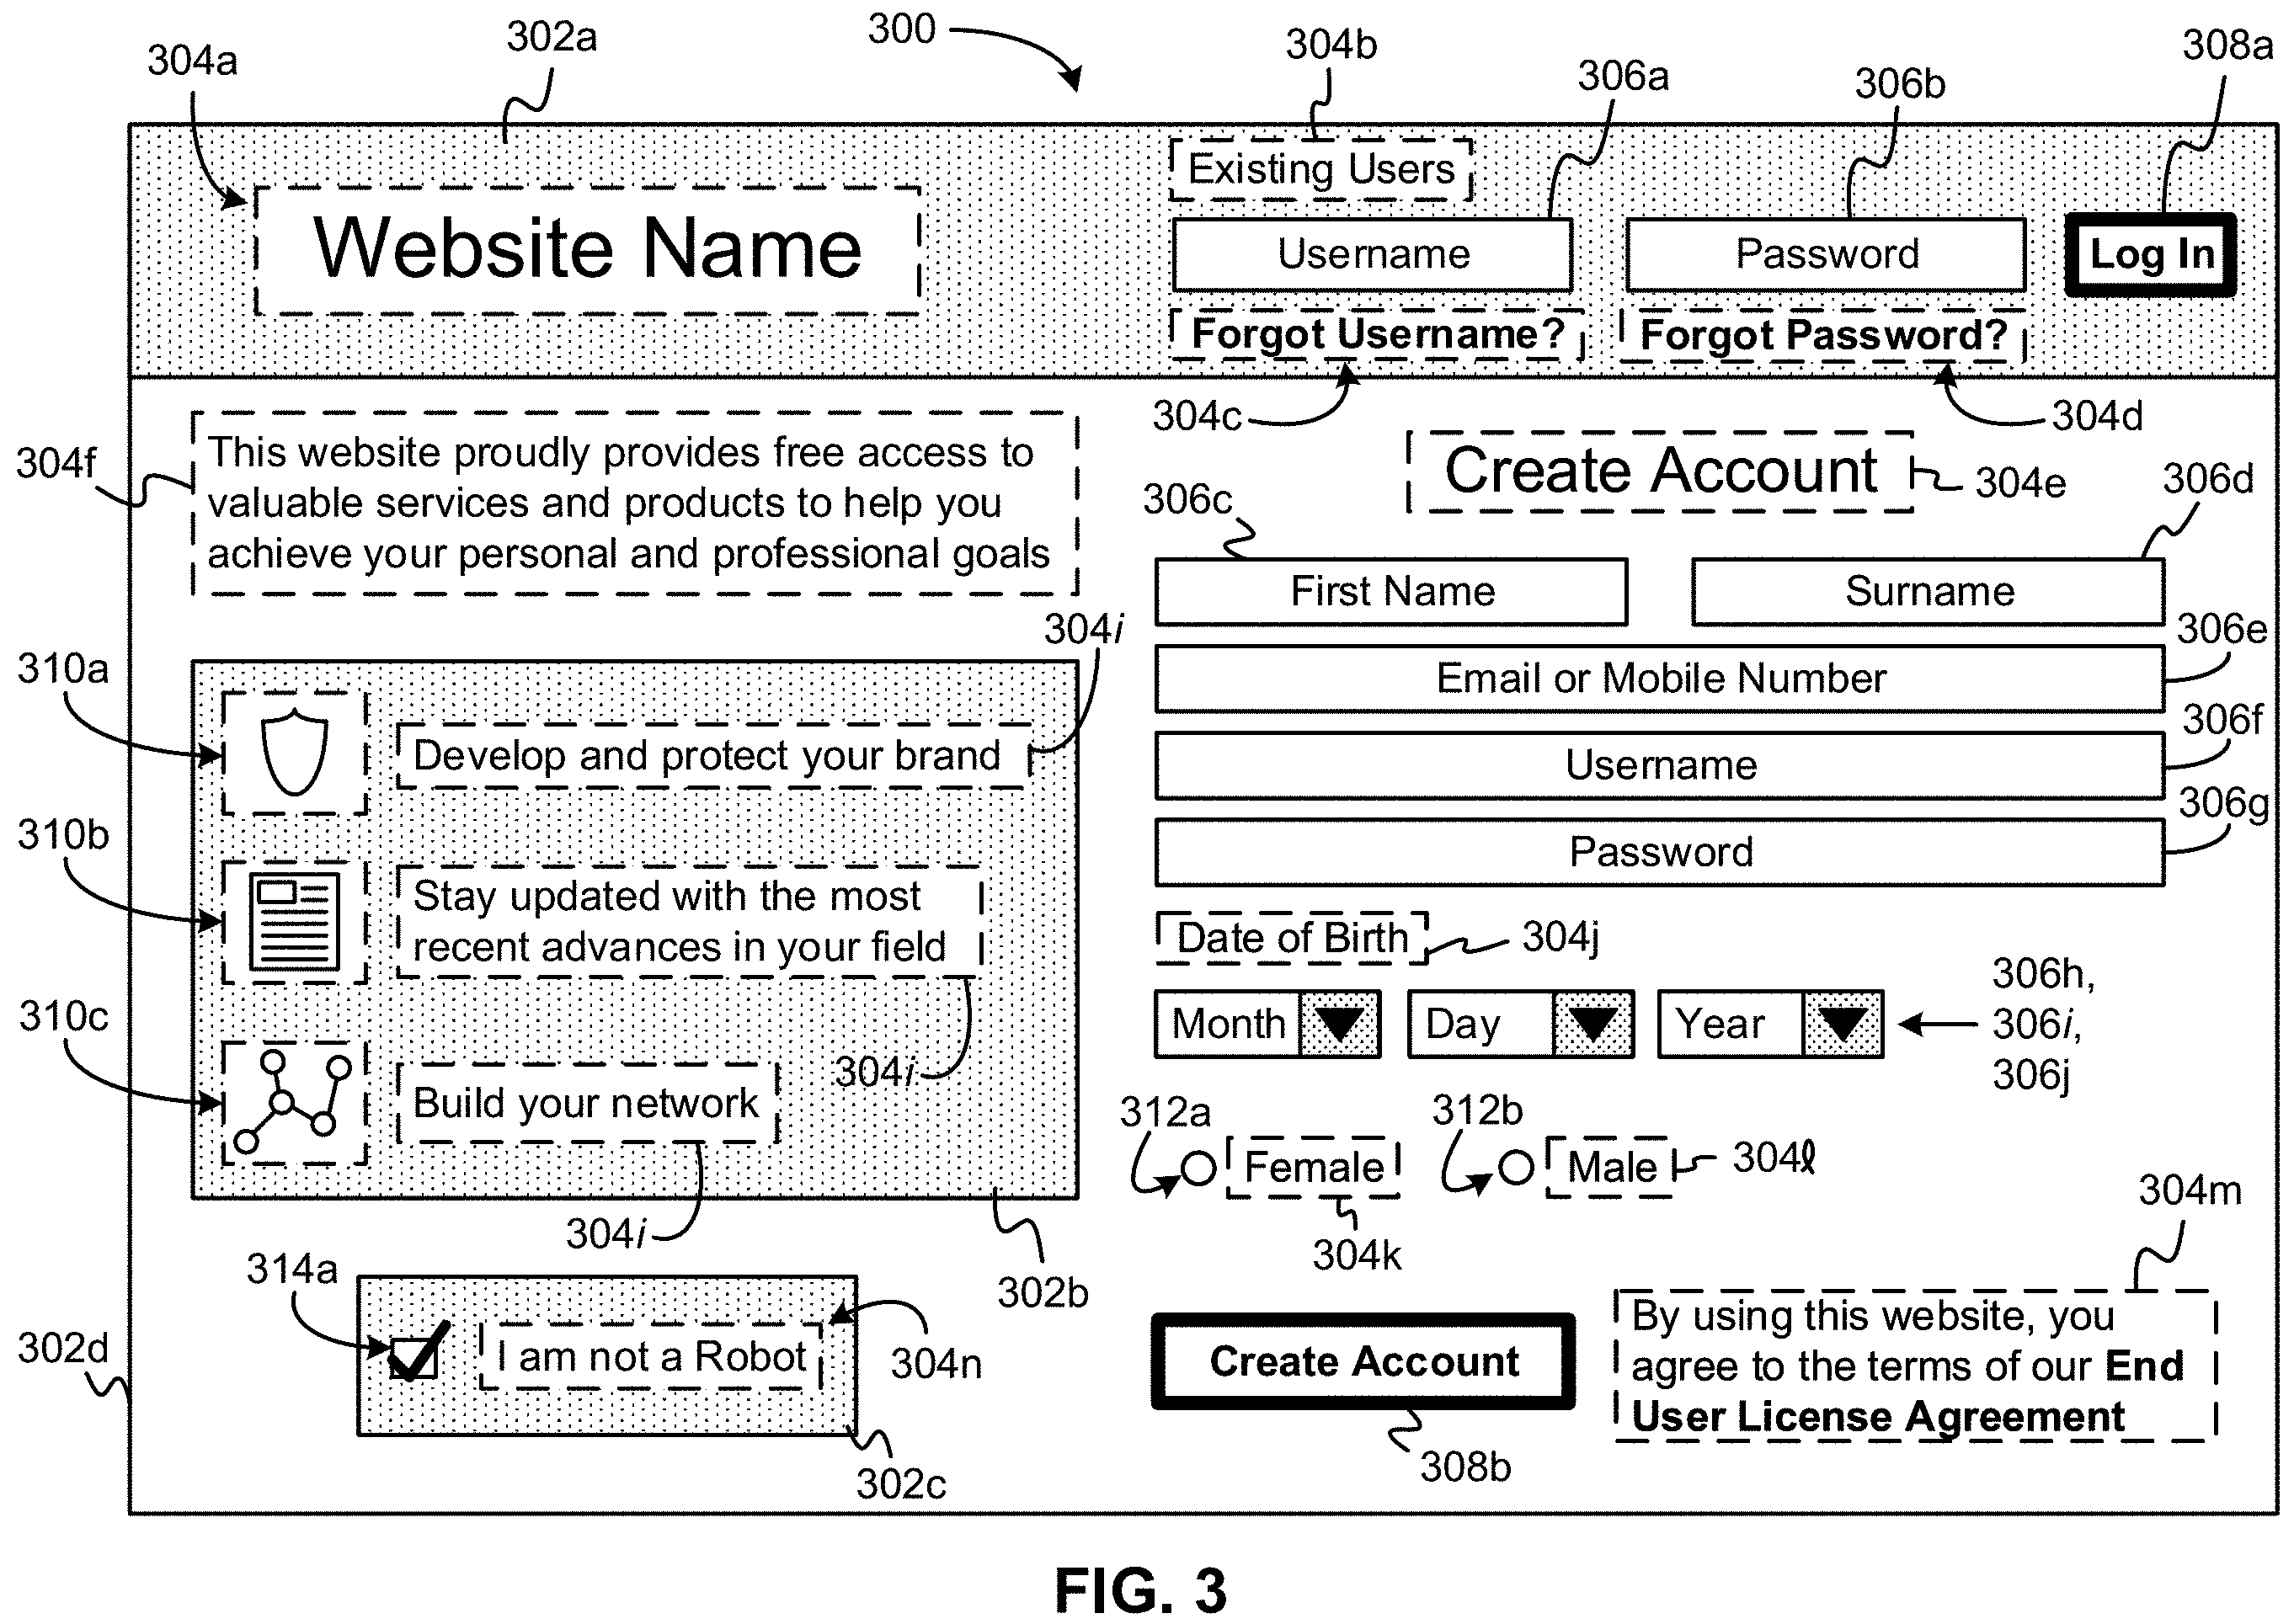 300
302a
304a
304b
306a
306b
308a
Existing Users
Website Name
Username
Password
Log In
Forgot Username?
Forgot Password?
304c
304d
304f
This website proudly provides free access to
valuable services and products to help you
achieve your personal and professional goals
Create Account
304e
306c
306d
First Name
Surname
304i
306e
310a
Email or Mobile Number
Develop and protect your brand
306f
Username
310b
306g
Password
Stay updated with the most
recent advances in your field
Date of Birth
304j
310c
Month
Day
Year
306h,
306i,
306j
304i
Build your network
312a
312b
Female
Male
304ℓ
304m
304i
304k
314a
302b
302d
I am not a Robot
304n
Create Account
By using this website, you
agree to the terms of our End
User License Agreement
302c
308b
FIG. 3